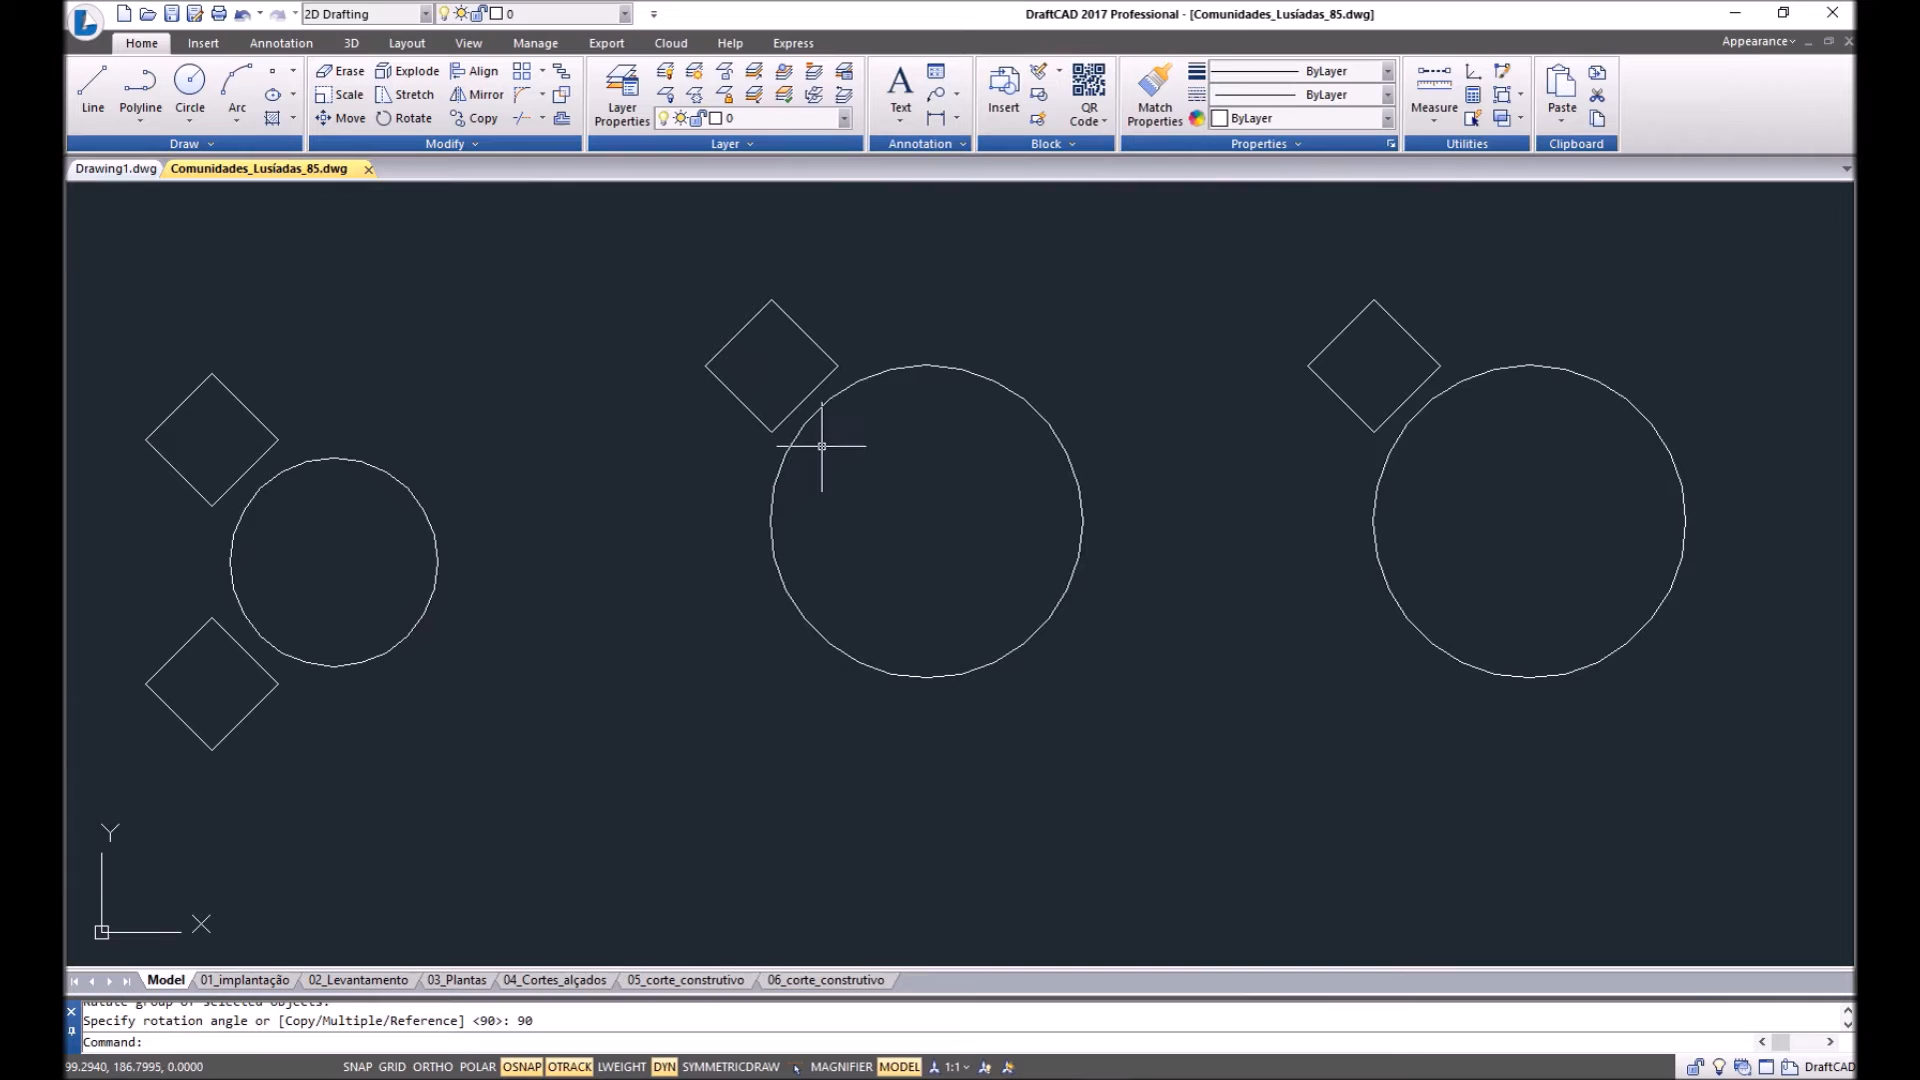 2D Drafting
0
DraftCAD 2017 Professional - [Comunidades_Lusíadas_85.dwg]
Home Insert Annotation 3D Layout View Manage Export Cloud Help Express
Appearance
Line Polyline Circle Arc
Erase Explode Align
Scale Stretch Mirror
Move Rotate Copy
Layer Properties
0
Text
Insert
QR Code
Match Properties
ByLayer
ByLayer
ByLayer
Measure
Paste
Draw Modify Layer Annotation Block Properties Utilities Clipboard
Drawing1.dwg Comunidades_Lusíadas_85.dwg
Y
X
Model 01_implantação 02_Levantamento 03_Plantas 04_Cortes_alçados 05_corte_construtivo 06_corte_construtivo
Rotate group of selected objects.
Specify rotation angle or [Copy/Multiple/Reference] <90>: 90
Command:
99.2940, 186.7995, 0.0000 SNAP GRID ORTHO POLAR OSNAP OTRACK LWEIGHT DYN SYMMETRICDRAW MAGNIFIER MODEL 1:1 DraftCAD